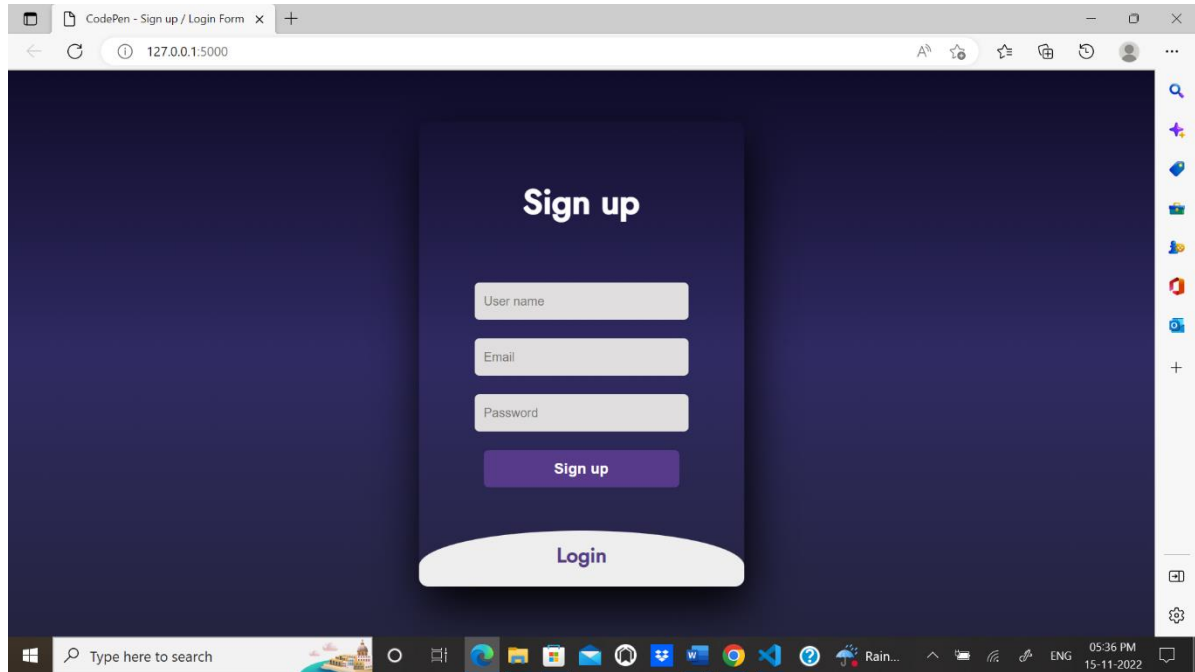 CodePen - Sign up / Login Form
127.0.0.1:5000
Sign up
User name
Email
Password
Sign up
Login
Type here to search
Rain...
ENG
05:36 PM
15-11-2022